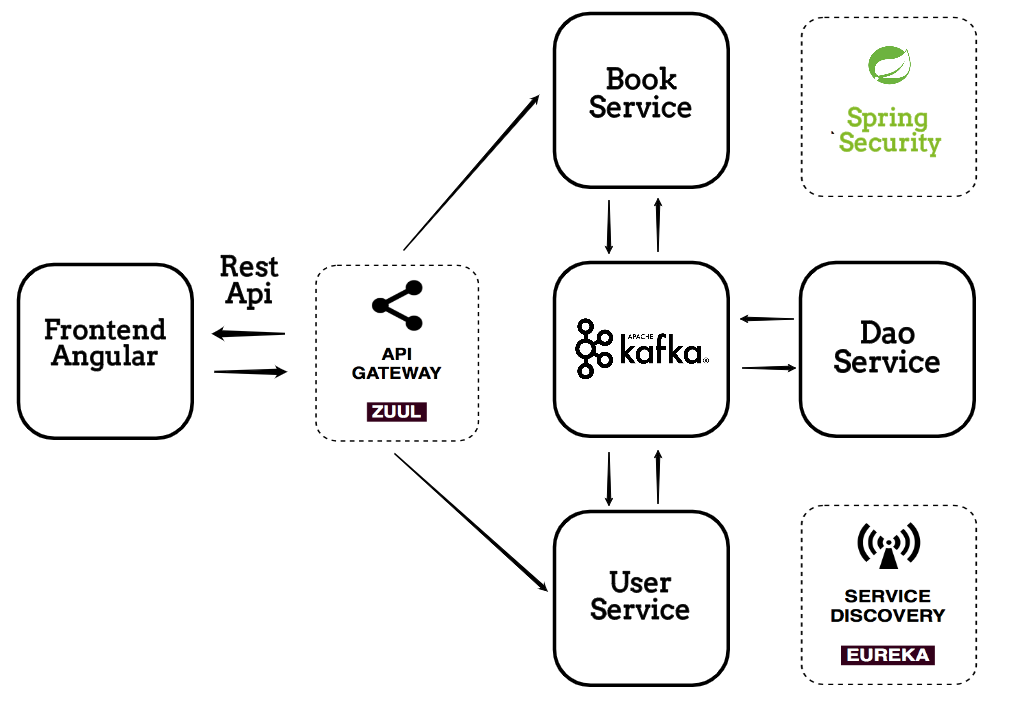 Book
Service
Spring
Security
Rest
Api
Frontend
Angular
API
GATEWAY
ZUUL
APACHE
kafka®
Dao
Service
User
Service
SERVICE
DISCOVERY
EUREKA